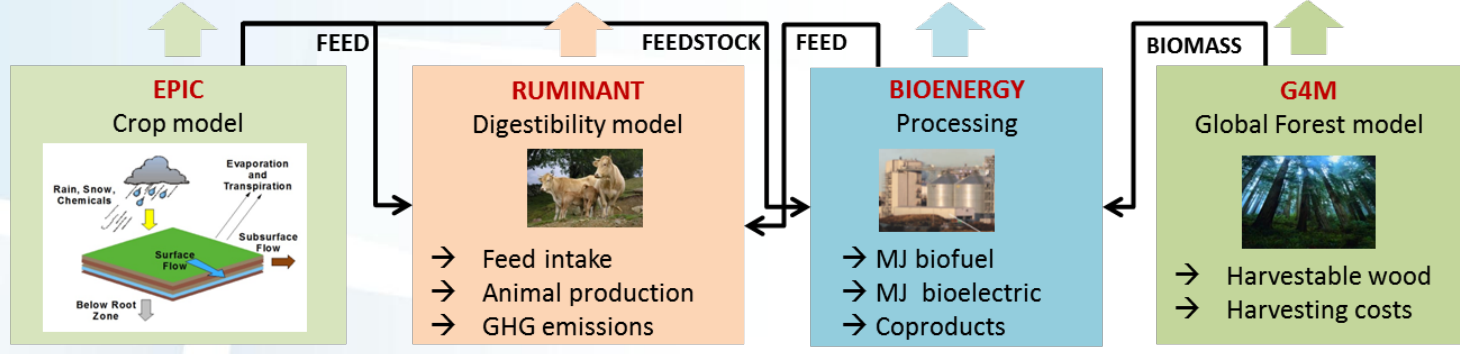 FEED
FEEDSTOCK
FEED
BIOMASS
EPIC
Crop model
Rain, Snow,
Chemicals
Evaporation
and
Transpiration
Subsurface
Flow
Surface
Flow
Below Root
Zone
RUMINANT
Digestibility model
→ Feed intake
→ Animal production
→ GHG emissions
BIOENERGY
Processing
→ MJ biofuel
→ MJ bioelectric
→ Coproducts
G4M
Global Forest model
→ Harvestable wood
→ Harvesting costs